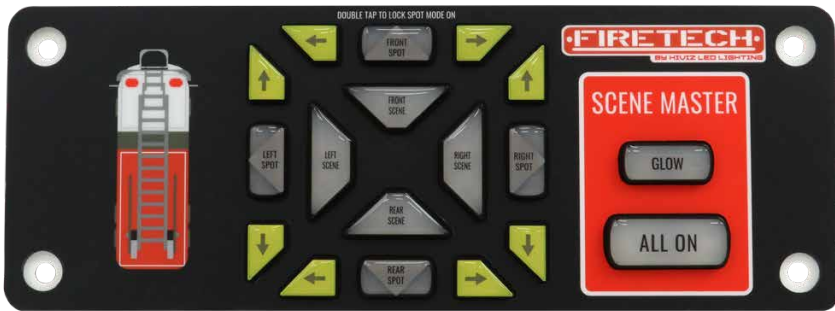 DOUBLE TAP TO LOCK SPOT MODE ON
FRONT
SPOT
FRONT
SCENE
LEFT
SPOT
LEFT
SCENE
RIGHT
SCENE
RIGHT
SPOT
REAR
SCENE
REAR
SPOT
FIRETECH
BY HIVIZ LED LIGHTING
SCENE MASTER
GLOW
ALL ON